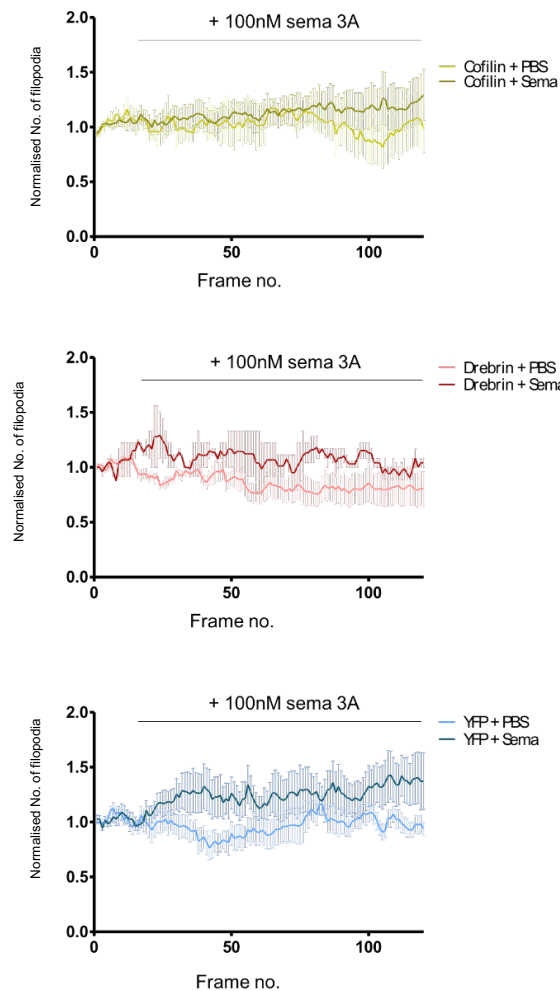 + 100nM sema 3A
2.0
1.5
1.0
0.5
0.0
0 50 100
Normalised No. of filopodia
Frame no.
Cofilin + PBS
Cofilin + Sema
+ 100nM sema 3A
2.0
1.5
1.0
0.5
0.0
0 50 100
Normalised No. of filopodia
Frame no.
Drebrin + PBS
Drebrin + Sema
+ 100nM sema 3A
2.0
1.5
1.0
0.5
0.0
0 50 100
Normalised No. of filopodia
Frame no.
YFP + PBS
YFP + Sema